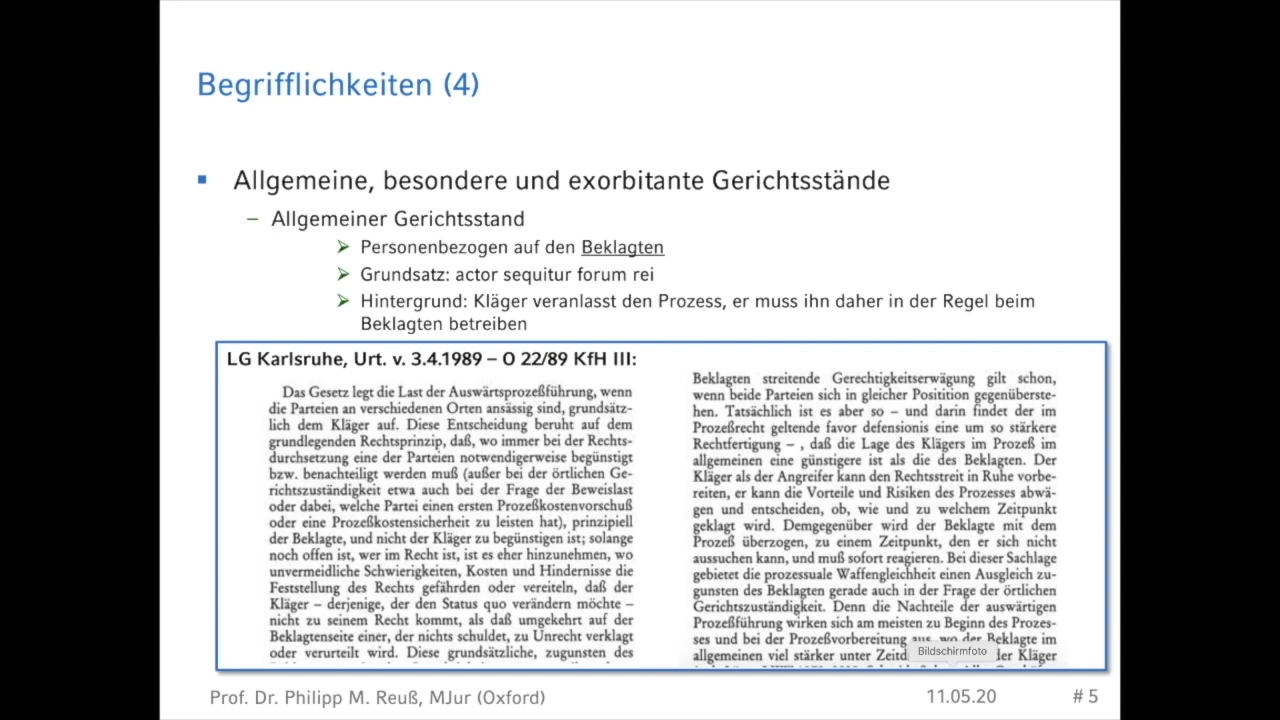 Begrifflichkeiten (4)
Allgemeine, besondere und exorbitante Gerichtsstände
– Allgemeiner Gerichtsstand
Personenbezogen auf den Beklagten
Grundsatz: actor sequitur forum rei
Hintergrund: Kläger veranlasst den Prozess, er muss ihn daher in der Regel beim
Beklagten betreiben
LG Karlsruhe, Urt. v. 3.4.1989 – O 22/89 KfH III:
Das Gesetz legt die Last der Auswärtsprozeßführung, wenn
die Parteien an verschiedenen Orten ansässig sind, grundsätz-
lich dem Kläger auf. Diese Entscheidung beruht auf dem
grundlegenden Rechtsprinzip, daß, wo immer bei der Rechts-
durchsetzung eine der Parteien notwendigerweise begünstigt
bzw. benachteiligt werden muß (außer bei der örtlichen Ge-
richtszuständigkeit etwa auch bei der Frage der Beweislast
oder dabei, welche Partei einen ersten Prozeßkostenvorschuß
oder eine Prozeßkostensicherheit zu leisten hat), prinzipiell
der Beklagte, und nicht der Kläger zu begünstigen ist; solange
noch offen ist, wer im Recht ist, ist es eher hinzunehmen, wo
unvermeidliche Schwierigkeiten, Kosten und Hindernisse die
Feststellung des Rechts gefährden oder vereiteln, daß der
Kläger – derjenige, der den Status quo verändern möchte –
nicht zu seinem Recht kommt, als daß umgekehrt auf der
Beklagtenseite einer, der nichts schuldet, zu Unrecht verklagt
oder verurteilt wird. Diese grundsätzliche, zugunsten des
Beklagten streitende Gerechtigkeitserwägung gilt schon,
wenn beide Parteien sich in gleicher Positition gegenüberste-
hen. Tatsächlich ist es aber so – und darin findet der im
Prozeßrecht geltende favor defensionis eine um so stärkere
Rechtfertigung – , daß die Lage des Klägers im Prozeß im
allgemeinen eine günstigere ist als die des Beklagten. Der
Kläger als der Angreifer kann den Rechtsstreit in Ruhe vorbe-
reiten, er kann die Vorteile und Risiken des Prozesses abwä-
gen und entscheiden, ob, wie und zu welchem Zeitpunkt
geklagt wird. Demgegenüber wird der Beklagte mit dem
Prozeß überzogen, zu einem Zeitpunkt, den er sich nicht
aussuchen kann, und muß sofort reagieren. Bei dieser Sachlage
gebietet die prozessuale Waffengleichheit einen Ausgleich zu-
gunsten des Beklagten gerade auch in der Frage der örtlichen
Gerichtszuständigkeit. Denn die Nachteile der auswärtigen
Prozeßführung wirken sich am meisten zu Beginn des Prozes-
ses und bei der Prozeßvorbereitung aus, wo der Beklagte im
allgemeinen viel stärker unter Zeitd der Kläger
Bildschirmfoto
Prof. Dr. Philipp M. Reuß, MJur (Oxford)
11.05.20
# 5